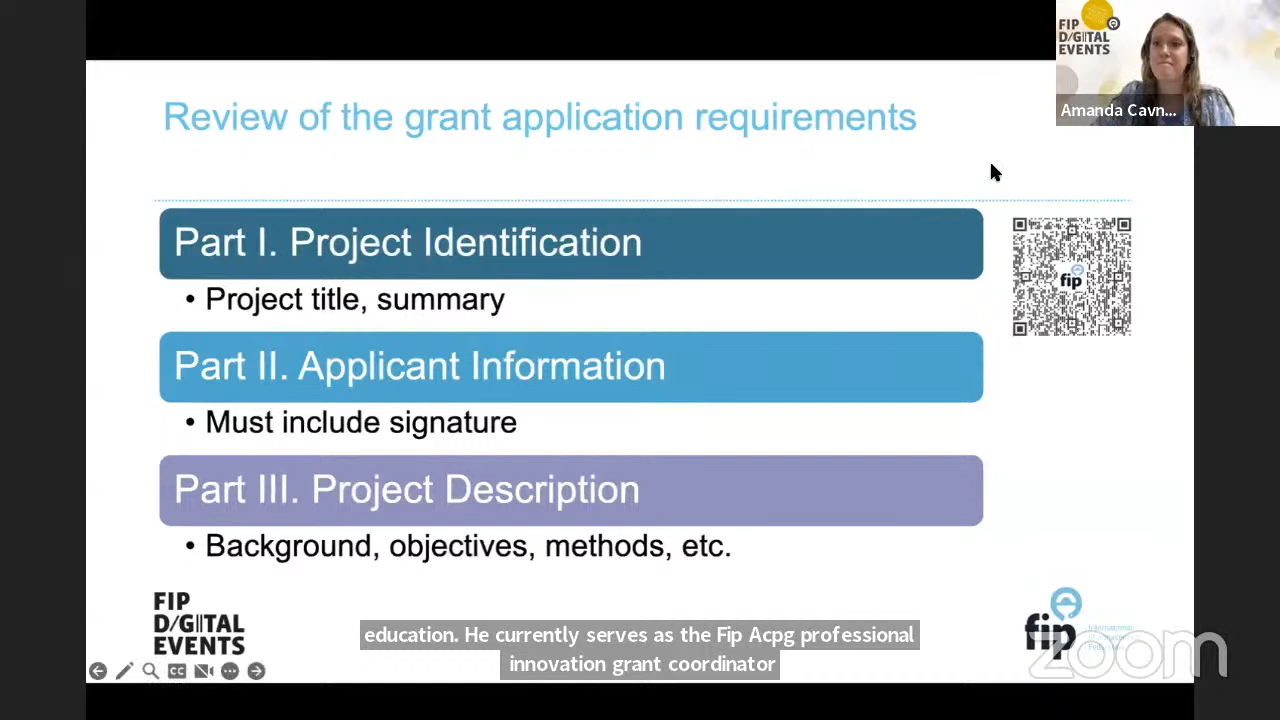 FIP
D/G|TAL
EVENTS
Amanda Cavn...
Review of the grant application requirements
Part I. Project Identification
• Project title, summary
fip
Part II. Applicant Information
• Must include signature
Part III. Project Description
• Background, objectives, methods, etc.
FIP
D/G|TAL
EVENTS
education. He currently serves as the Fip Acpg professional
innovation grant coordinator
fip
International
zoom
CC